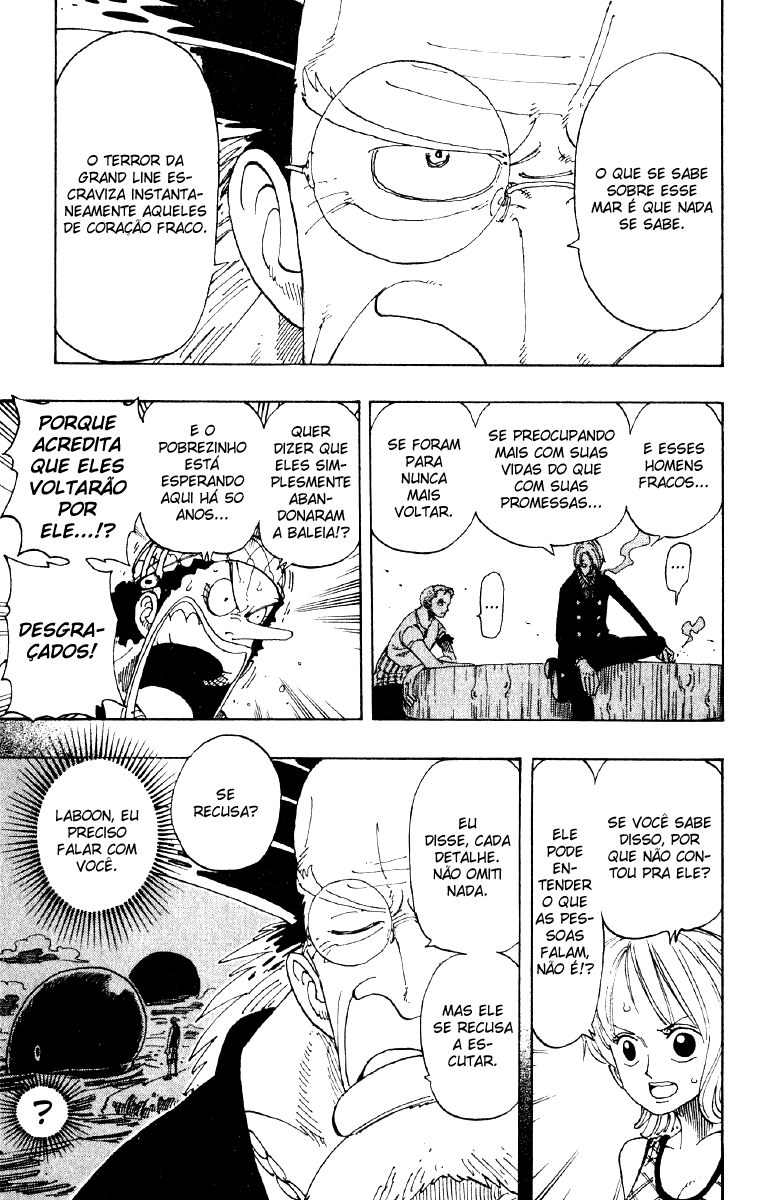 O QUE SE SABE
SOBRE ESSE
MAR É QUE NADA
SE SABE.
O TERROR DA
GRAND LINE ES-
CRAVIZA INSTANTA-
NEAMENTE AQUELES
DE CORAÇÃO FRACO.
E ESSES
HOMENS
FRACOS...
SE PREOCUPANDO
MAIS COM SUAS
VIDAS DO QUE
COM SUAS
PROMESSAS...
SE FORAM
PARA
NUNCA
MAIS
VOLTAR.
...
...
QUER
DIZER QUE
ELES SIM-
PLESMENTE
ABAN-
DONARAM
A BALEIA!?
E O
POBREZINHO
ESTÁ
ESPERANDO
AQUI HÁ 50
ANOS...
PORQUE
ACREDITA
QUE ELES
VOLTARÃO
POR
ELE...!?
DESGRA-
ÇADOS!
SE VOCÊ SABE
DISSO, POR
QUE NÃO CON-
TOU PRA ELE?
ELE
PODE
EN-
TENDER
O QUE
AS PES-
SOAS
FALAM,
NÃO É!?
EU
DISSE, CADA
DETALHE.
NÃO OMITI
NADA.
MAS ELE
SE RECUSA
A ES-
CUTAR.
SE
RECUSA?
LABOON, EU
PRECISO
FALAR COM
VOCÊ.
?